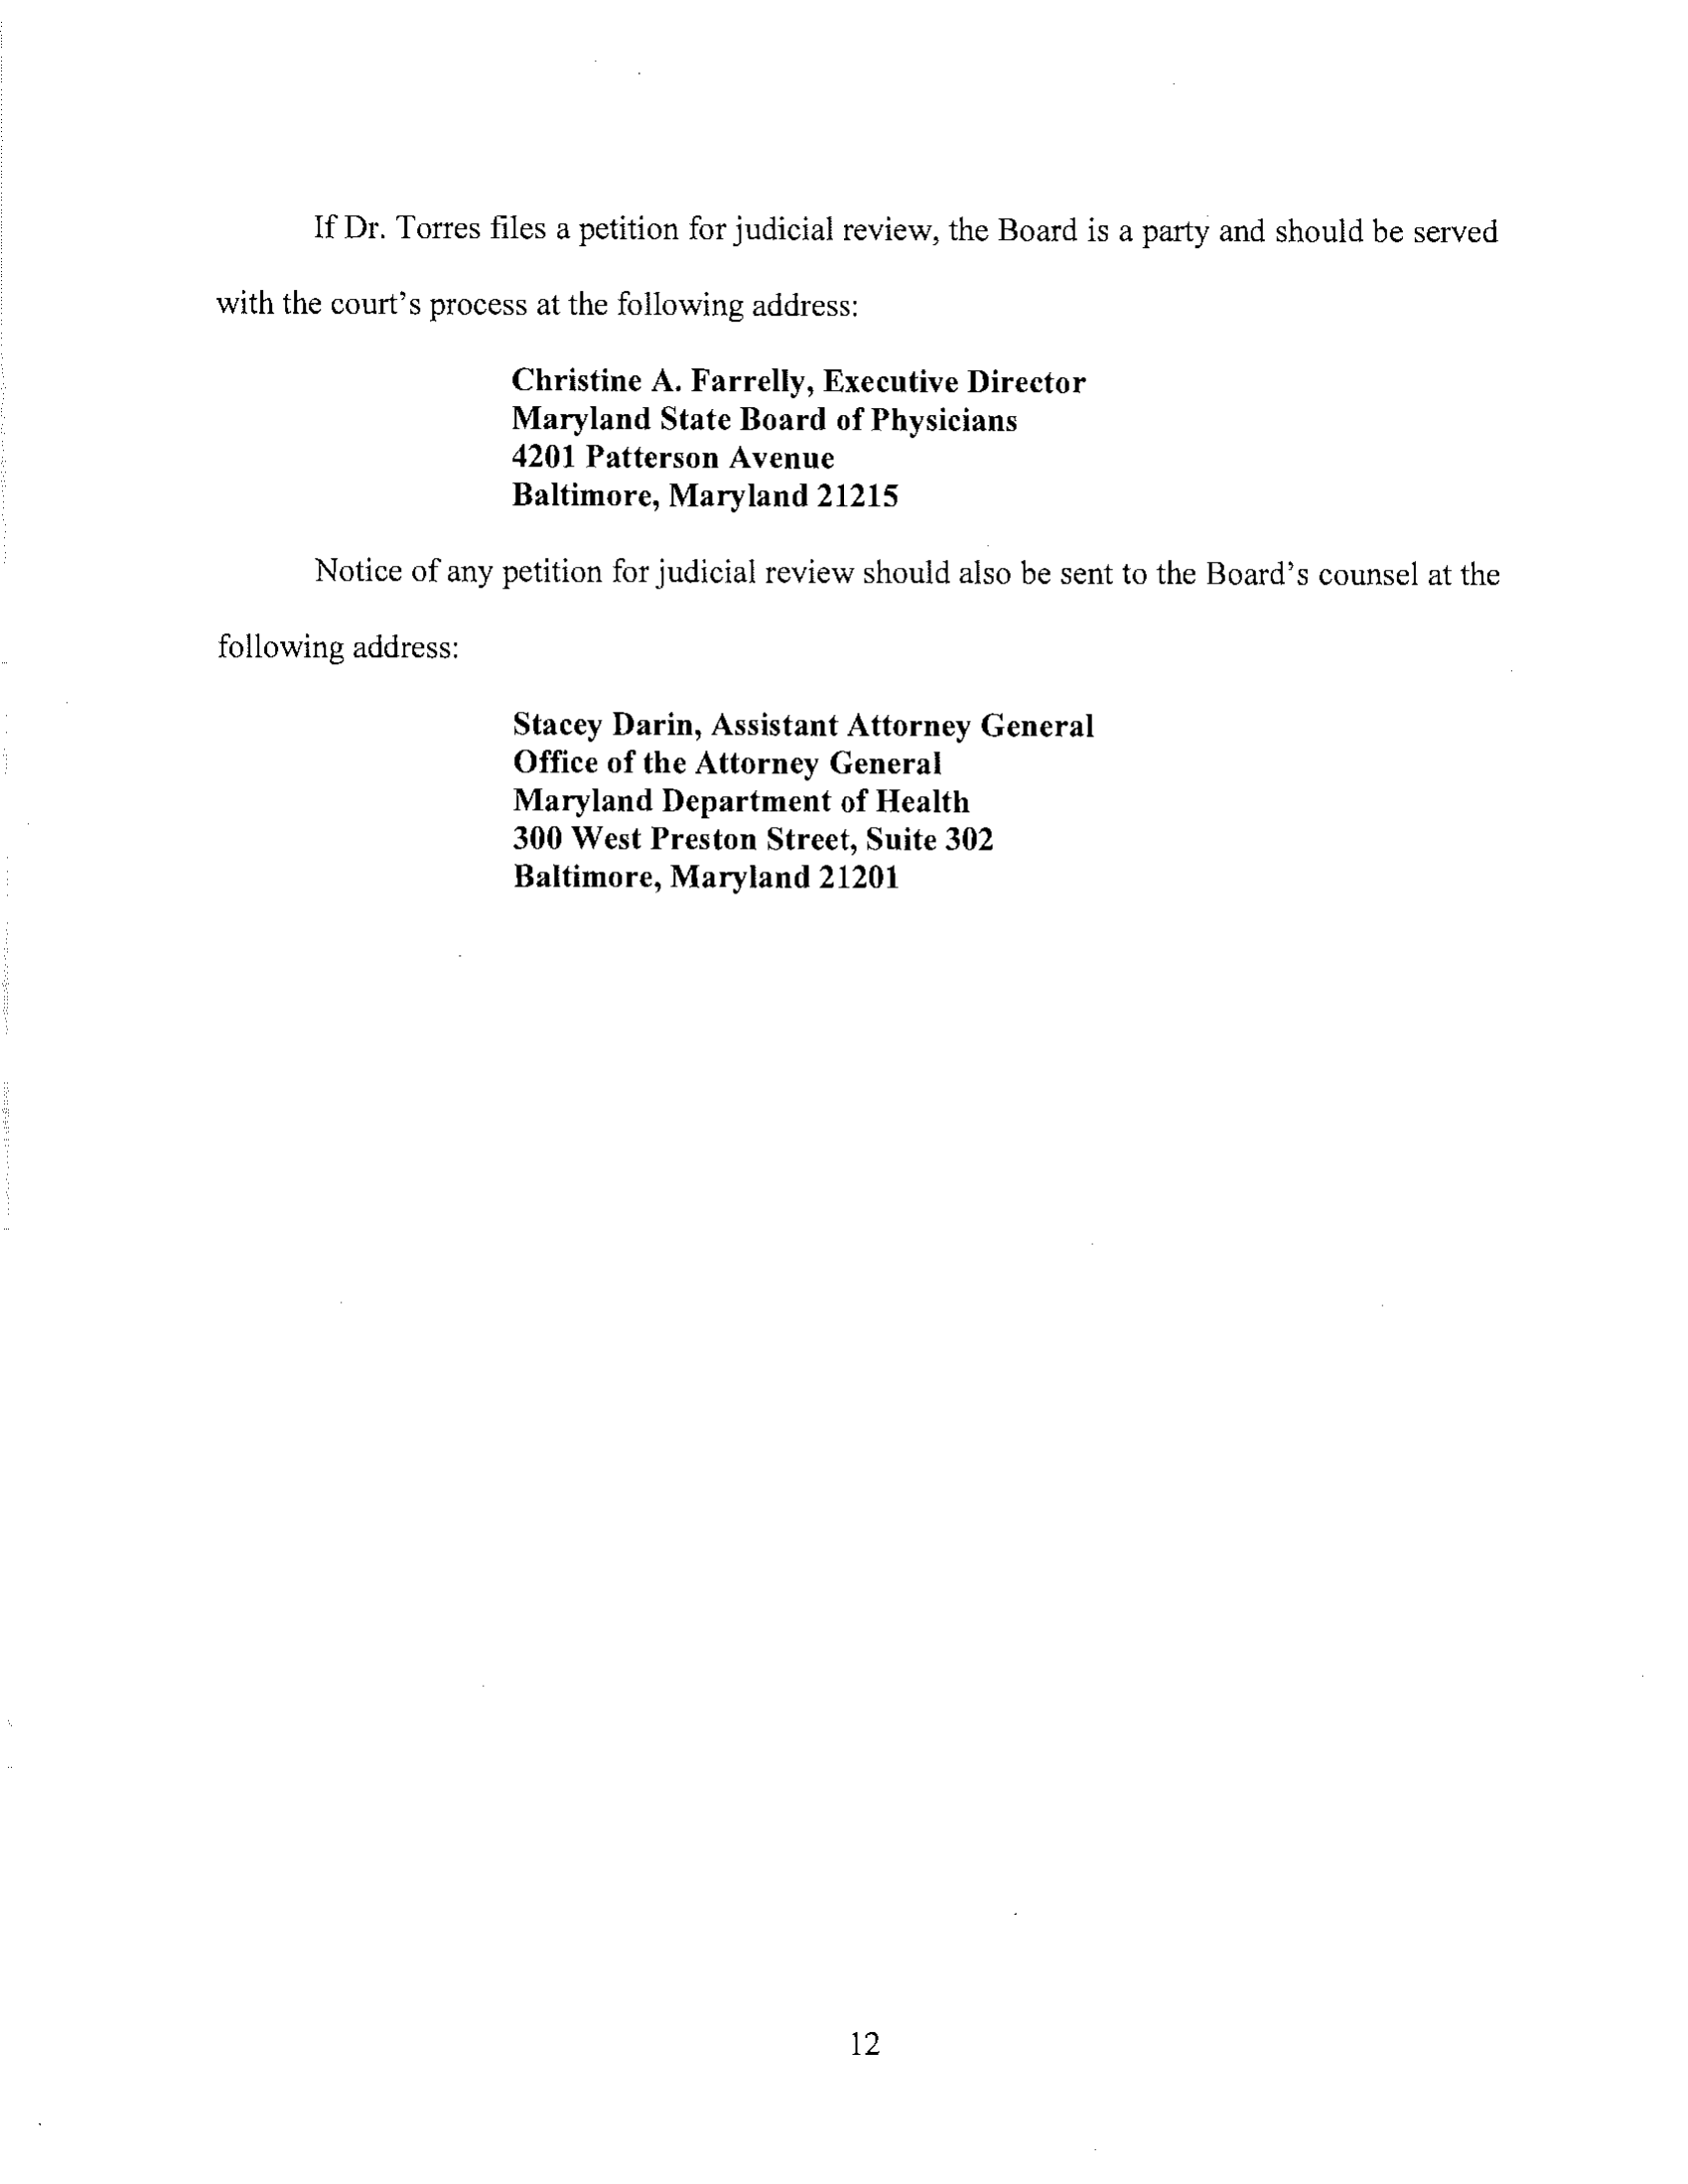 If Dr. Torres files a petition for judicial review, the Board is a party and should be served
with the court's process at the following address:
Christine A. Farrelly, Executive Director
Maryland State Board of Physicians
4201 Patterson Avenue
Baltimore, Maryland 21215
Notice of any petition for judicial review should also be sent to the Board's counsel at the
following address:
Stacey Darin, Assistant Attorney General
Office of the Attorney General
Maryland Department of Health
300 West Preston Street, Suite 302
Baltimore, Maryland 21201
12